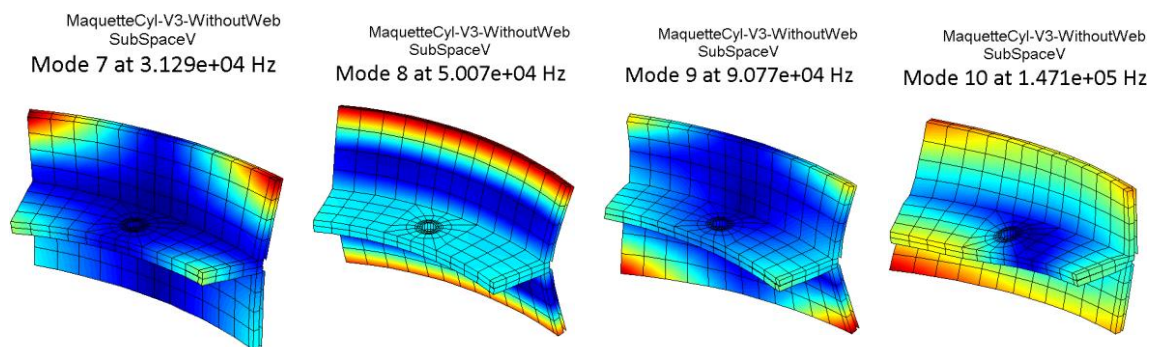 MaquetteCyl-V3-WithoutWeb
SubSpaceV
Mode 7 at 3.129e+04 Hz
MaquetteCyl-V3-WithoutWeb
SubSpaceV
Mode 8 at 5.007e+04 Hz
MaquetteCyl-V3-WithoutWeb
SubSpaceV
Mode 9 at 9.077e+04 Hz
MaquetteCyl-V3-WithoutWeb
SubSpaceV
Mode 10 at 1.471e+05 Hz